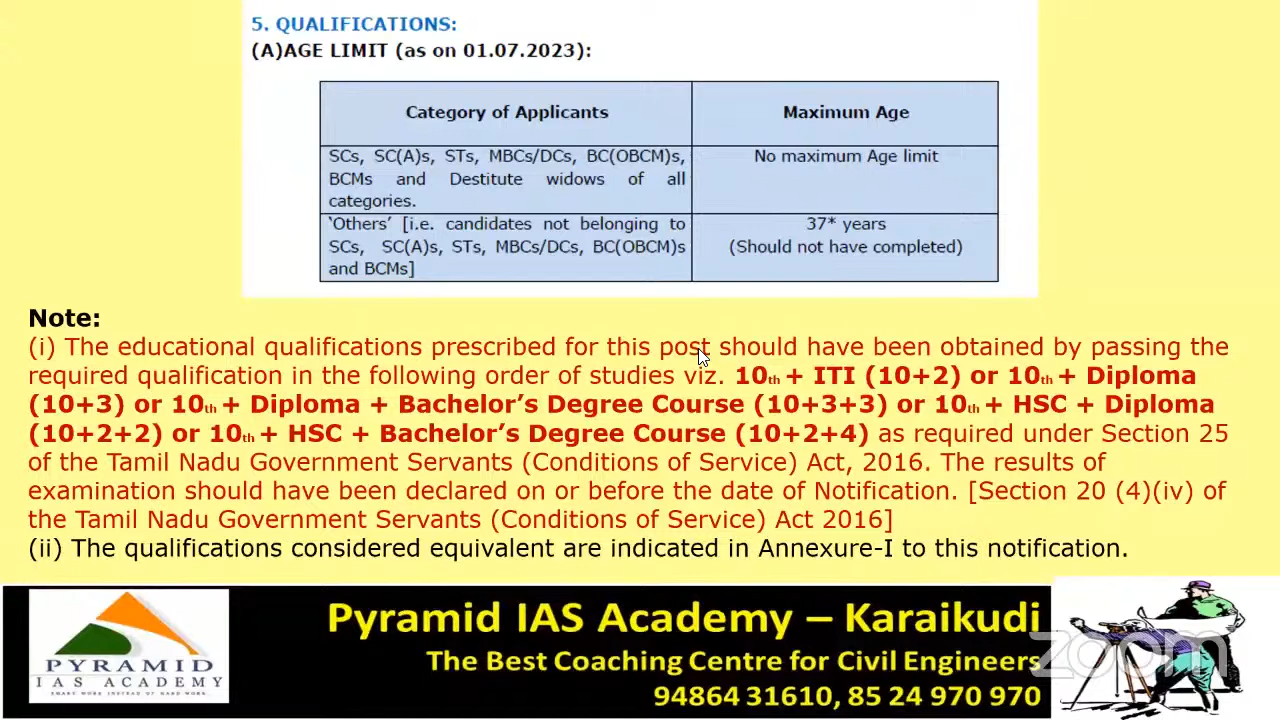 5. QUALIFICATIONS:
(A)AGE LIMIT (as on 01.07.2023):
Category of Applicants
Maximum Age
SCs, SC(A)s, STs, MBCs/DCs, BC(OBCM)s,
BCMs and Destitute widows of all
categories.
No maximum Age limit
‘Others’ [i.e. candidates not belonging to
SCs, SC(A)s, STs, MBCs/DCs, BC(OBCM)s
and BCMs]
37* years
(Should not have completed)
Note:
(i) The educational qualifications prescribed for this post should have been obtained by passing the
required qualification in the following order of studies viz. 10th + ITI (10+2) or 10th + Diploma
(10+3) or 10th + Diploma + Bachelor’s Degree Course (10+3+3) or 10th + HSC + Diploma
(10+2+2) or 10th + HSC + Bachelor’s Degree Course (10+2+4) as required under Section 25
of the Tamil Nadu Government Servants (Conditions of Service) Act, 2016. The results of
examination should have been declared on or before the date of Notification. [Section 20 (4)(iv) of
the Tamil Nadu Government Servants (Conditions of Service) Act 2016]
(ii) The qualifications considered equivalent are indicated in Annexure-I to this notification.
PYRAMID
IAS ACADEMY
SMART WORK INSTEAD OF HARD WORK
Pyramid IAS Academy – Karaikudi
The Best Coaching Centre for Civil Engineers
94864 31610, 85 24 970 970
zoom